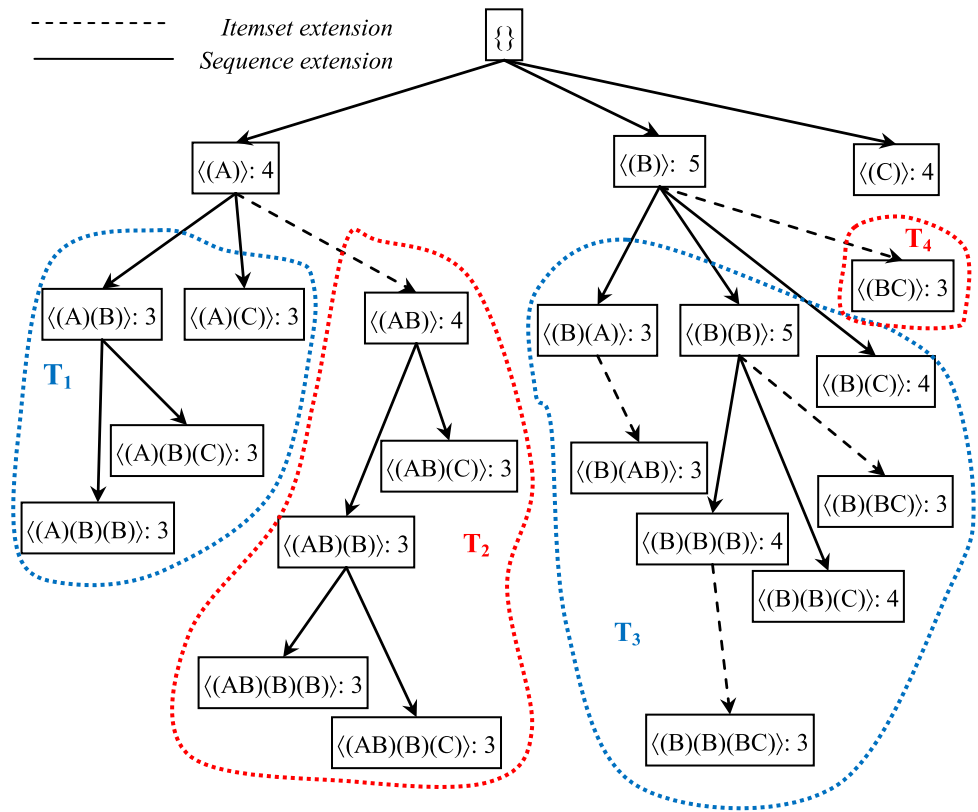 Itemset extension
Sequence extension
{}
⟨(A)⟩: 4
⟨(B)⟩: 5
⟨(C)⟩: 4
T4
⟨(A)(B)⟩: 3
⟨(A)(C)⟩: 3
⟨(AB)⟩: 4
⟨(B)(A)⟩: 3
⟨(B)(B)⟩: 5
⟨(BC)⟩: 3
T1
⟨(B)(C)⟩: 4
⟨(A)(B)(C)⟩: 3
⟨(AB)(C)⟩: 3
⟨(B)(AB)⟩: 3
⟨(B)(BC)⟩: 3
⟨(A)(B)(B)⟩: 3
⟨(AB)(B)⟩: 3
T2
⟨(B)(B)(B)⟩: 4
⟨(B)(B)(C)⟩: 4
T3
⟨(AB)(B)(B)⟩: 3
⟨(AB)(B)(C)⟩: 3
⟨(B)(B)(BC)⟩: 3